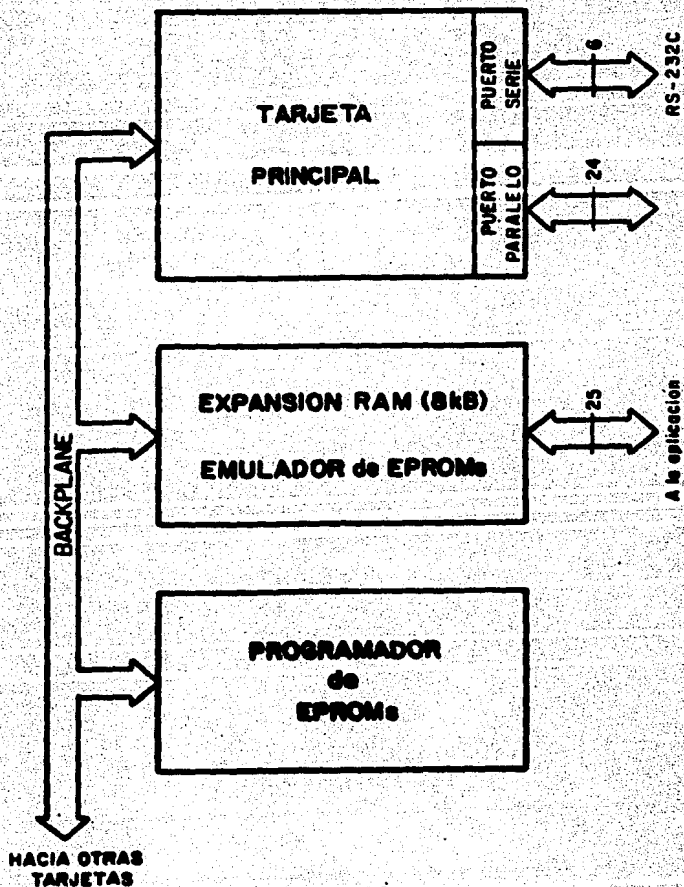 TARJETA
PRINCIPAL
PUERTO
SERIE
PUERTO
PARALELO
6
RS-232C
24
EXPANSION RAM (8kB)
EMULADOR de EPROMs
25
A la aplicacion
BACKPLANE
PROGRAMADOR
de
EPROMs
HACIA OTRAS
TARJETAS